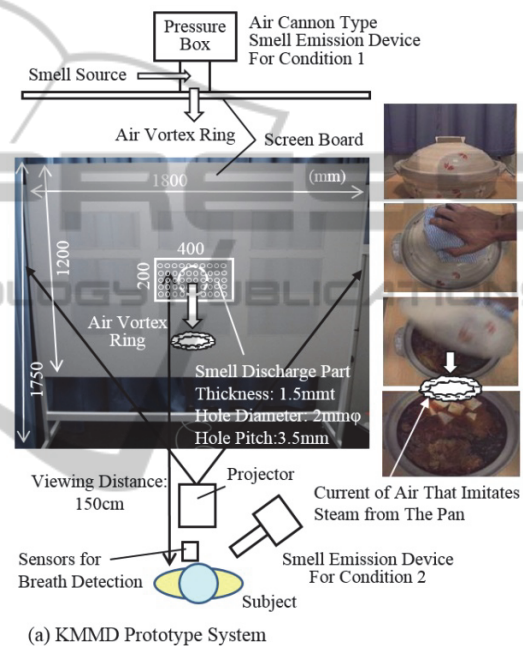 Pressure
Box
Air Cannon Type
Smell Emission Device
For Condition 1
Smell Source
Air Vortex Ring
Screen Board
1800
(mm)
1200
400
200
Air Vortex
Ring
1750
Smell Discharge Part
Thickness: 1.5mmt
Hole Diameter: 2mmφ
Hole Pitch:3.5mm
Viewing Distance:
150cm
Projector
Current of Air That Imitates
Steam from The Pan
Sensors for
Breath Detection
Smell Emission Device
For Condition 2
Subject
(a) KMMD Prototype System